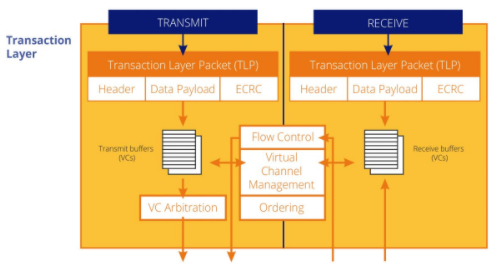 TRANSMIT
RECEIVE
Transaction
Layer
Transaction Layer Packet (TLP)
Header
Data Payload
ECRC
Transaction Layer Packet (TLP)
Header
Data Payload
ECRC
Transmit buffers
(VCs)
Flow Control
Virtual
Channel
Management
Ordering
Receive buffers
(VCs)
VC Arbitration